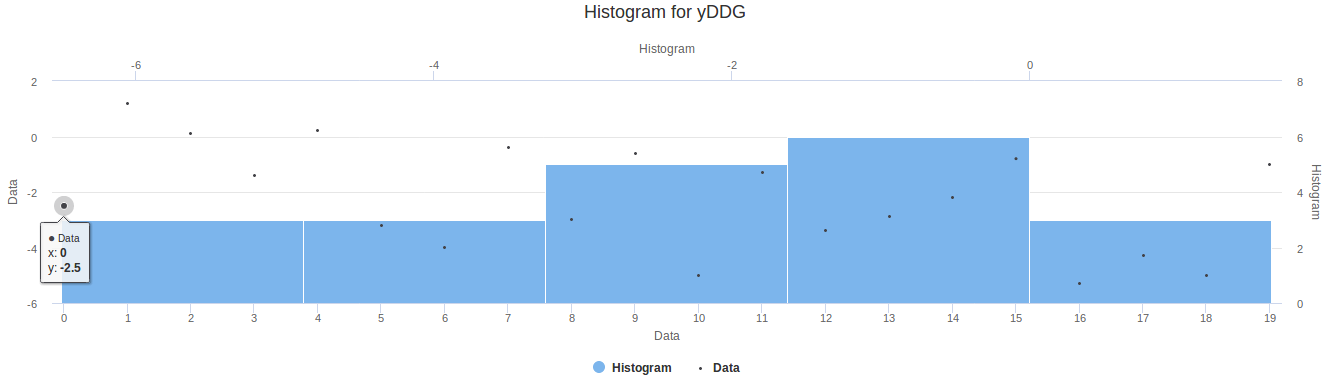 Histogram for yDDG
Histogram
-6 -4 -2 0
2 8
0 6
-2 4
-4 2
-6 0
Data
Histogram
● Data
x: 0
y: -2.5
0 1 2 3 4 5 6 7 8 9 10 11 12 13 14 15 16 17 18 19
Data
Histogram Data